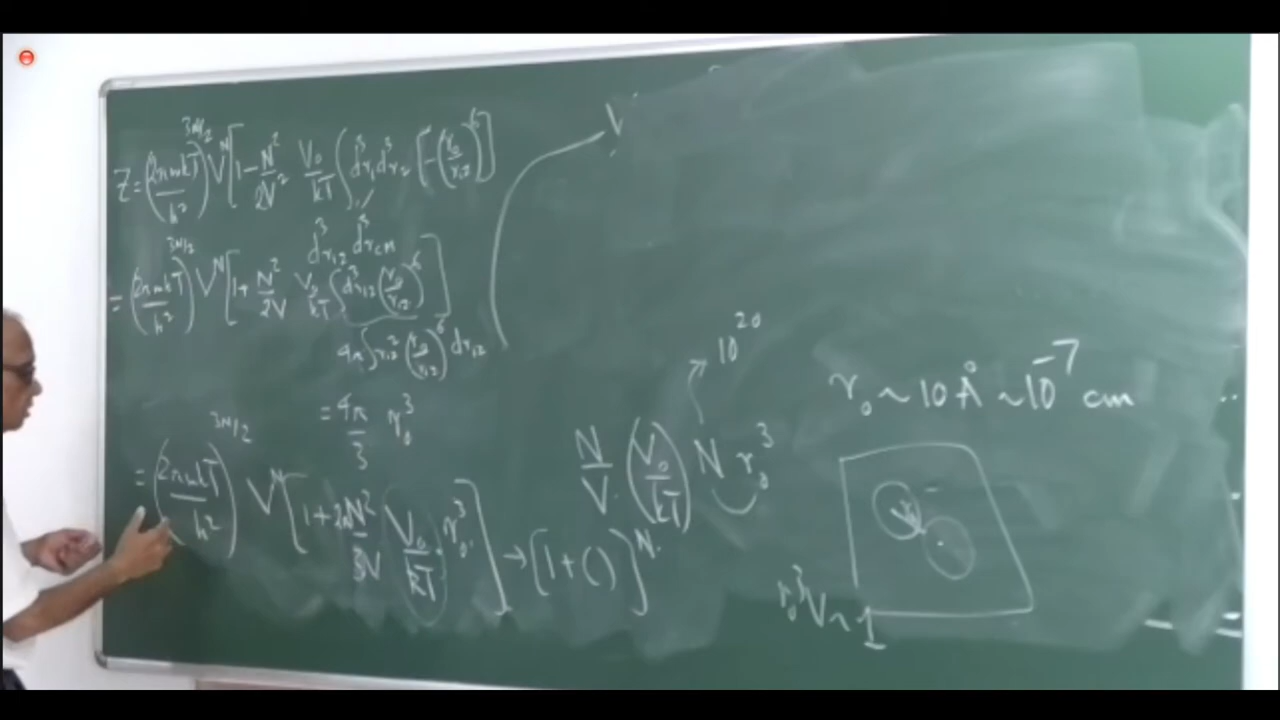 Z = (2πmkT/h²)^{3N/2} V^N [1 - N²/2V² V₀/kT ∫ d³r₁ d³r₂ [-(r₀/r₁₂)⁶]]
d³r₁₂ d³r_cm
= (2πmkT/h²)^{3N/2} V^N [1 + N²/2V V₀/kT ∫ d³r₁₂ (r₀/r₁₂)⁶]
4π ∫ r₁₂² (r₀/r₁₂)⁶ dr₁₂
= 4π/3 r₀³
= (2πmkT/h²)^{3N/2} V^N [1 + 2πN²/3V V₀/kT · r₀³] → [1 + ( )]^N
N/V (V₀/kT) N r₀³
10²⁰
r₀ ~ 10 Å ~ 10⁻⁷ cm